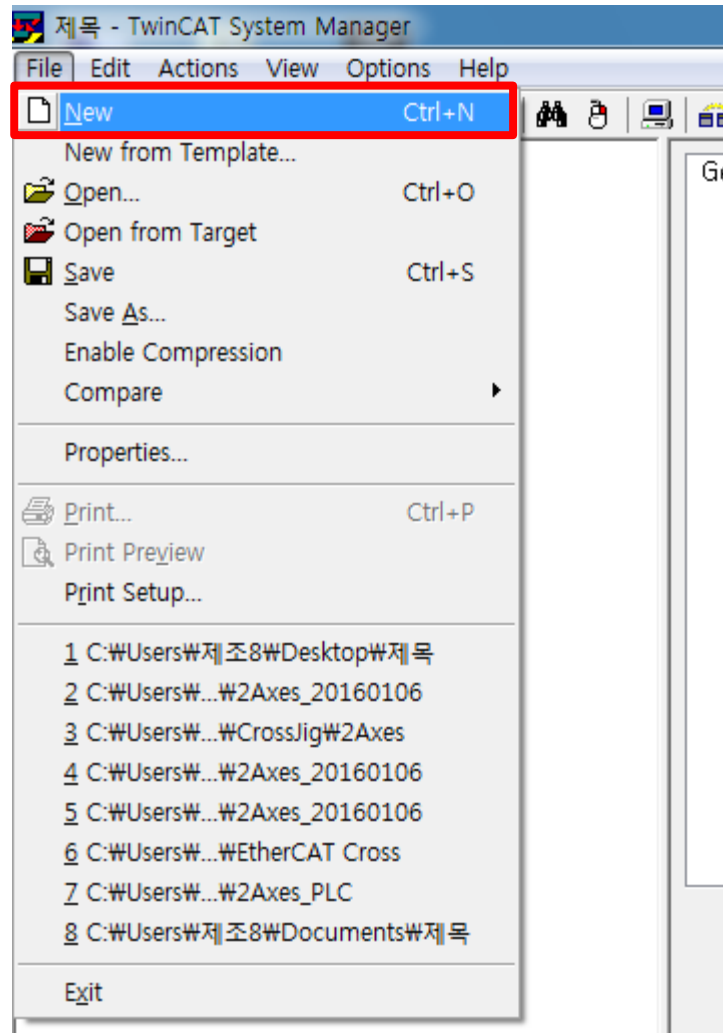 제목 - TwinCAT System Manager
File Edit Actions View Options Help
New Ctrl+N
New from Template...
Open... Ctrl+O
Open from Target
Save Ctrl+S
Save As...
Enable Compression
Compare
Properties...
Print... Ctrl+P
Print Preview
Print Setup...
1 C:₩Users₩제조8₩Desktop₩제목
2 C:₩Users₩...₩2Axes_20160106
3 C:₩Users₩...₩CrossJig₩2Axes
4 C:₩Users₩...₩2Axes_20160106
5 C:₩Users₩...₩2Axes_20160106
6 C:₩Users₩...₩EtherCAT Cross
7 C:₩Users₩...₩2Axes_PLC
8 C:₩Users₩제조8₩Documents₩제목
Exit